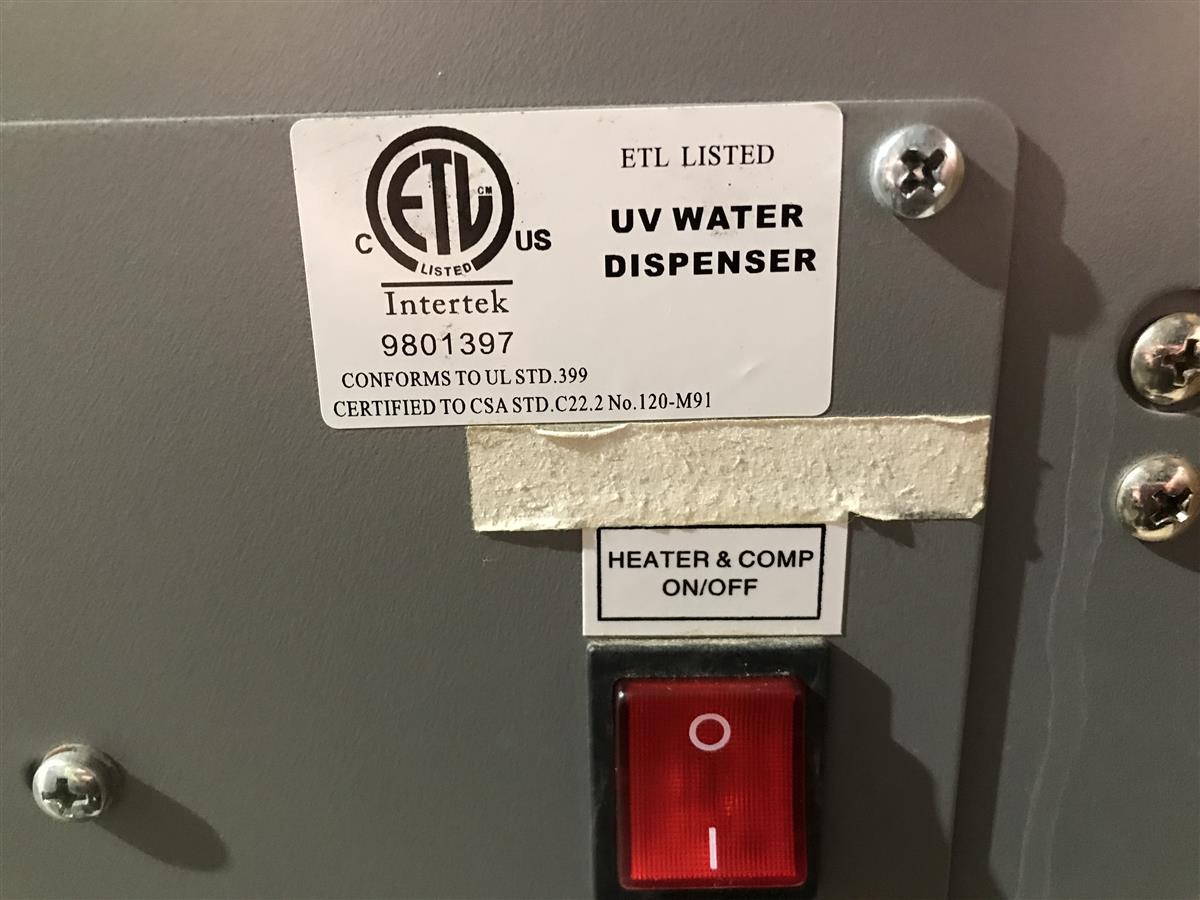 ETL CM
LISTED
C US
Intertek
9801397
ETL LISTED
UV WATER
DISPENSER
CONFORMS TO UL STD.399
CERTIFIED TO CSA STD.C22.2 No.120-M91
HEATER & COMP
ON/OFF
O
I